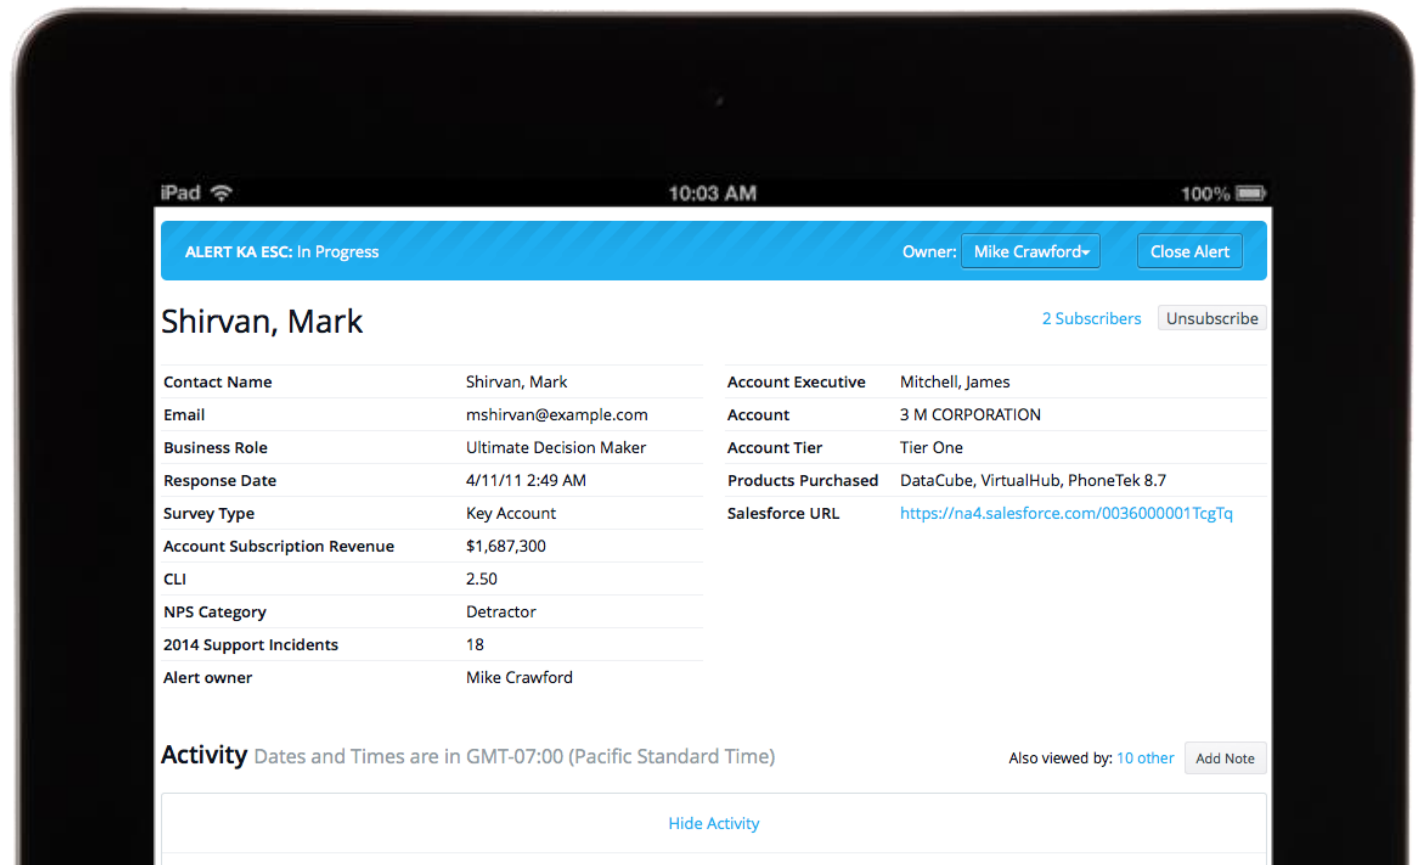 iPad 10:03 AM 100%
ALERT KA ESC: In Progress Owner: Mike Crawford Close Alert
Shirvan, Mark 2 Subscribers Unsubscribe
Contact Name Shirvan, Mark Account Executive Mitchell, James
Email mshirvan@example.com Account 3 M CORPORATION
Business Role Ultimate Decision Maker Account Tier Tier One
Response Date 4/11/11 2:49 AM Products Purchased DataCube, VirtualHub, PhoneTek 8.7
Survey Type Key Account Salesforce URL https://na4.salesforce.com/0036000001TcgTq
Account Subscription Revenue $1,687,300
CLI 2.50
NPS Category Detractor
2014 Support Incidents 18
Alert owner Mike Crawford
Activity Dates and Times are in GMT-07:00 (Pacific Standard Time) Also viewed by: 10 other Add Note
Hide Activity